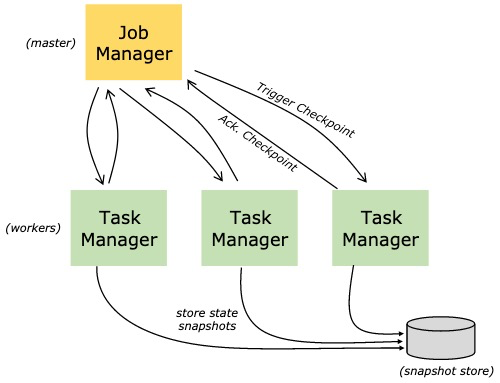 (master)
Job
Manager
Trigger Checkpoint
Ack. Checkpoint
(workers)
Task
Manager
Task
Manager
Task
Manager
store state
snapshots
(snapshot store)